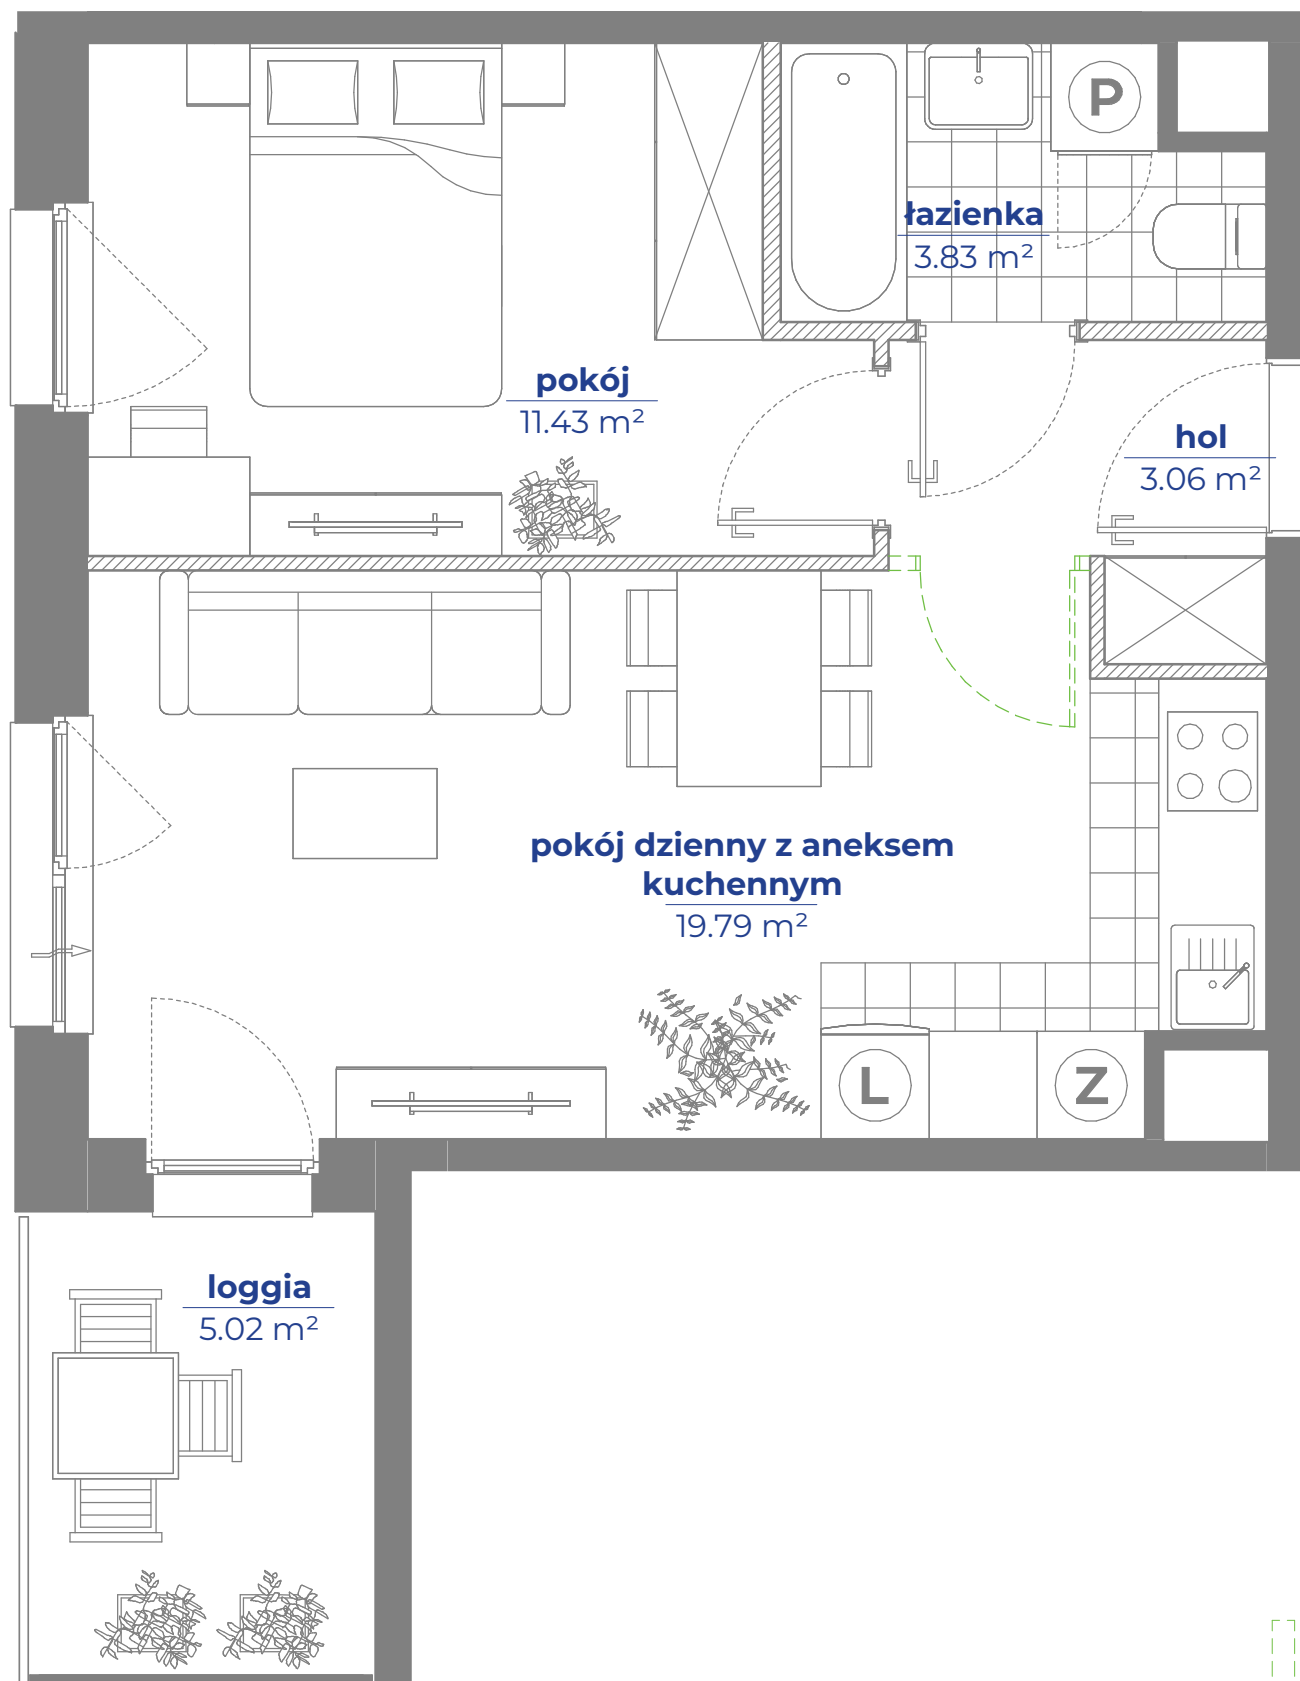 P
łazienka
3.83 m²
pokój
11.43 m²
hol
3.06 m²
pokój dzienny z aneksem
kuchennym
19.79 m²
L
Z
loggia
5.02 m²